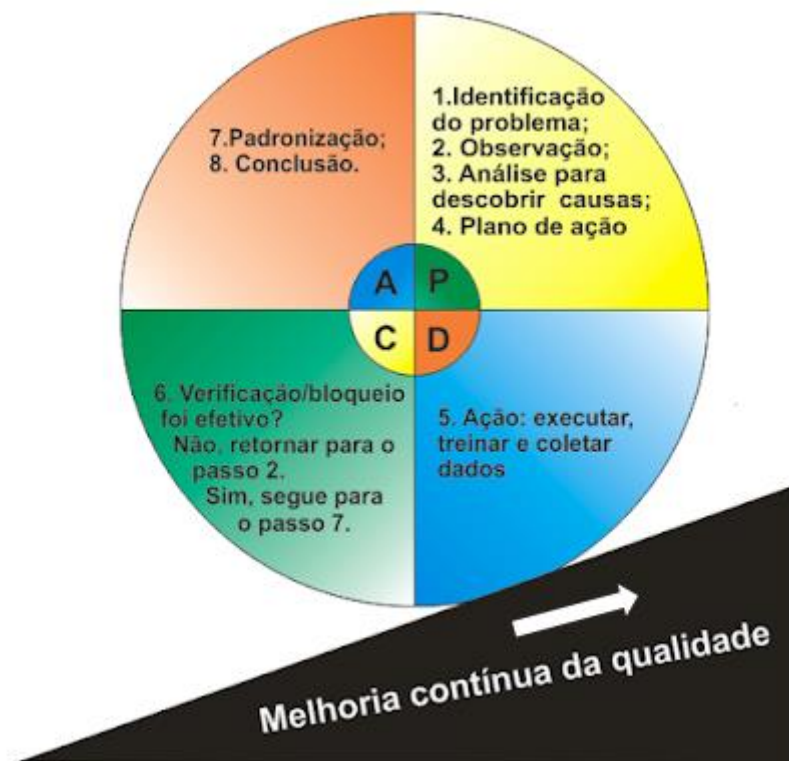 7.Padronização;
8. Conclusão.
1.Identificação
do problema;
2. Observação;
3. Análise para
descobrir causas;
4. Plano de ação
A P
C D
6. Verificação/bloqueio
foi efetivo?
Não, retornar para o
passo 2.
Sim, segue para
o passo 7.
5. Ação: executar,
treinar e coletar
dados
Melhoria contínua da qualidade